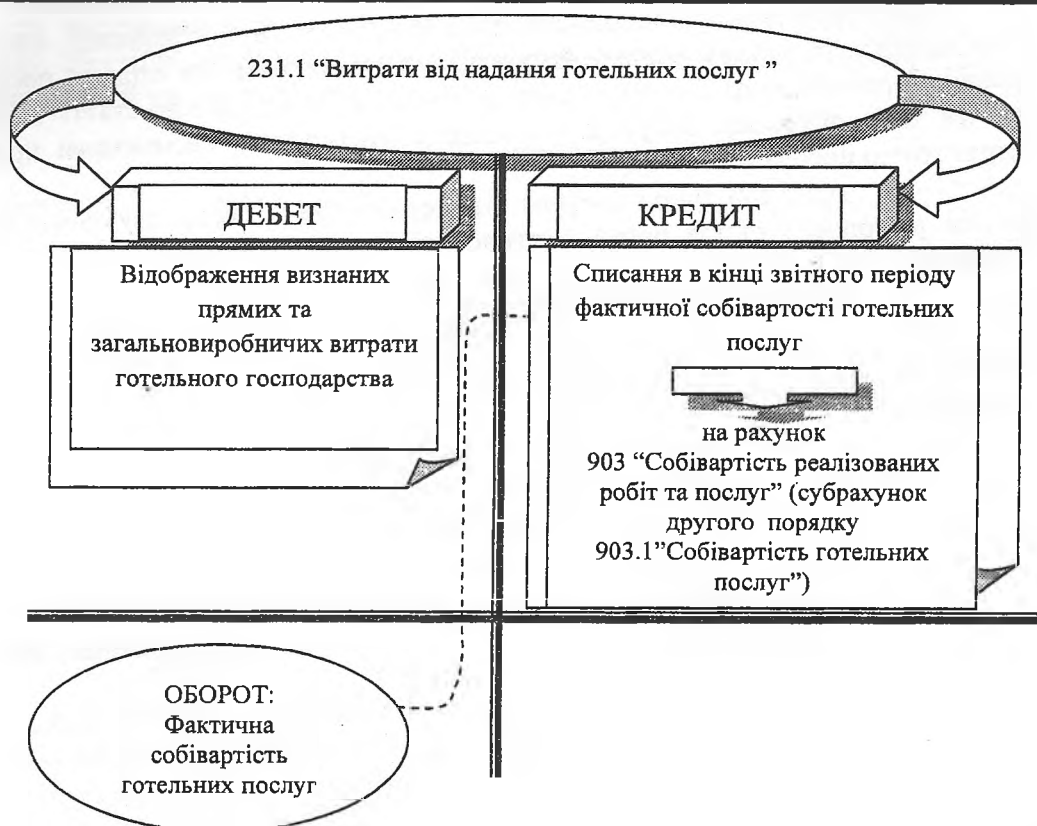 231.1 “Витрати від надання готельних послуг ”
ДЕБЕТ
Відображення визнаних
прямих та
загальновиробничих витрати
готельного господарства
КРЕДИТ
Списання в кінці звітного періоду
фактичної собівартості готельних
послуг
на рахунок
903 “Собівартість реалізованих
робіт та послуг” (субрахунок
другого порядку
903.1”Собівартість готельних
послуг”)
ОБОРОТ:
Фактична
собівартість
готельних послуг